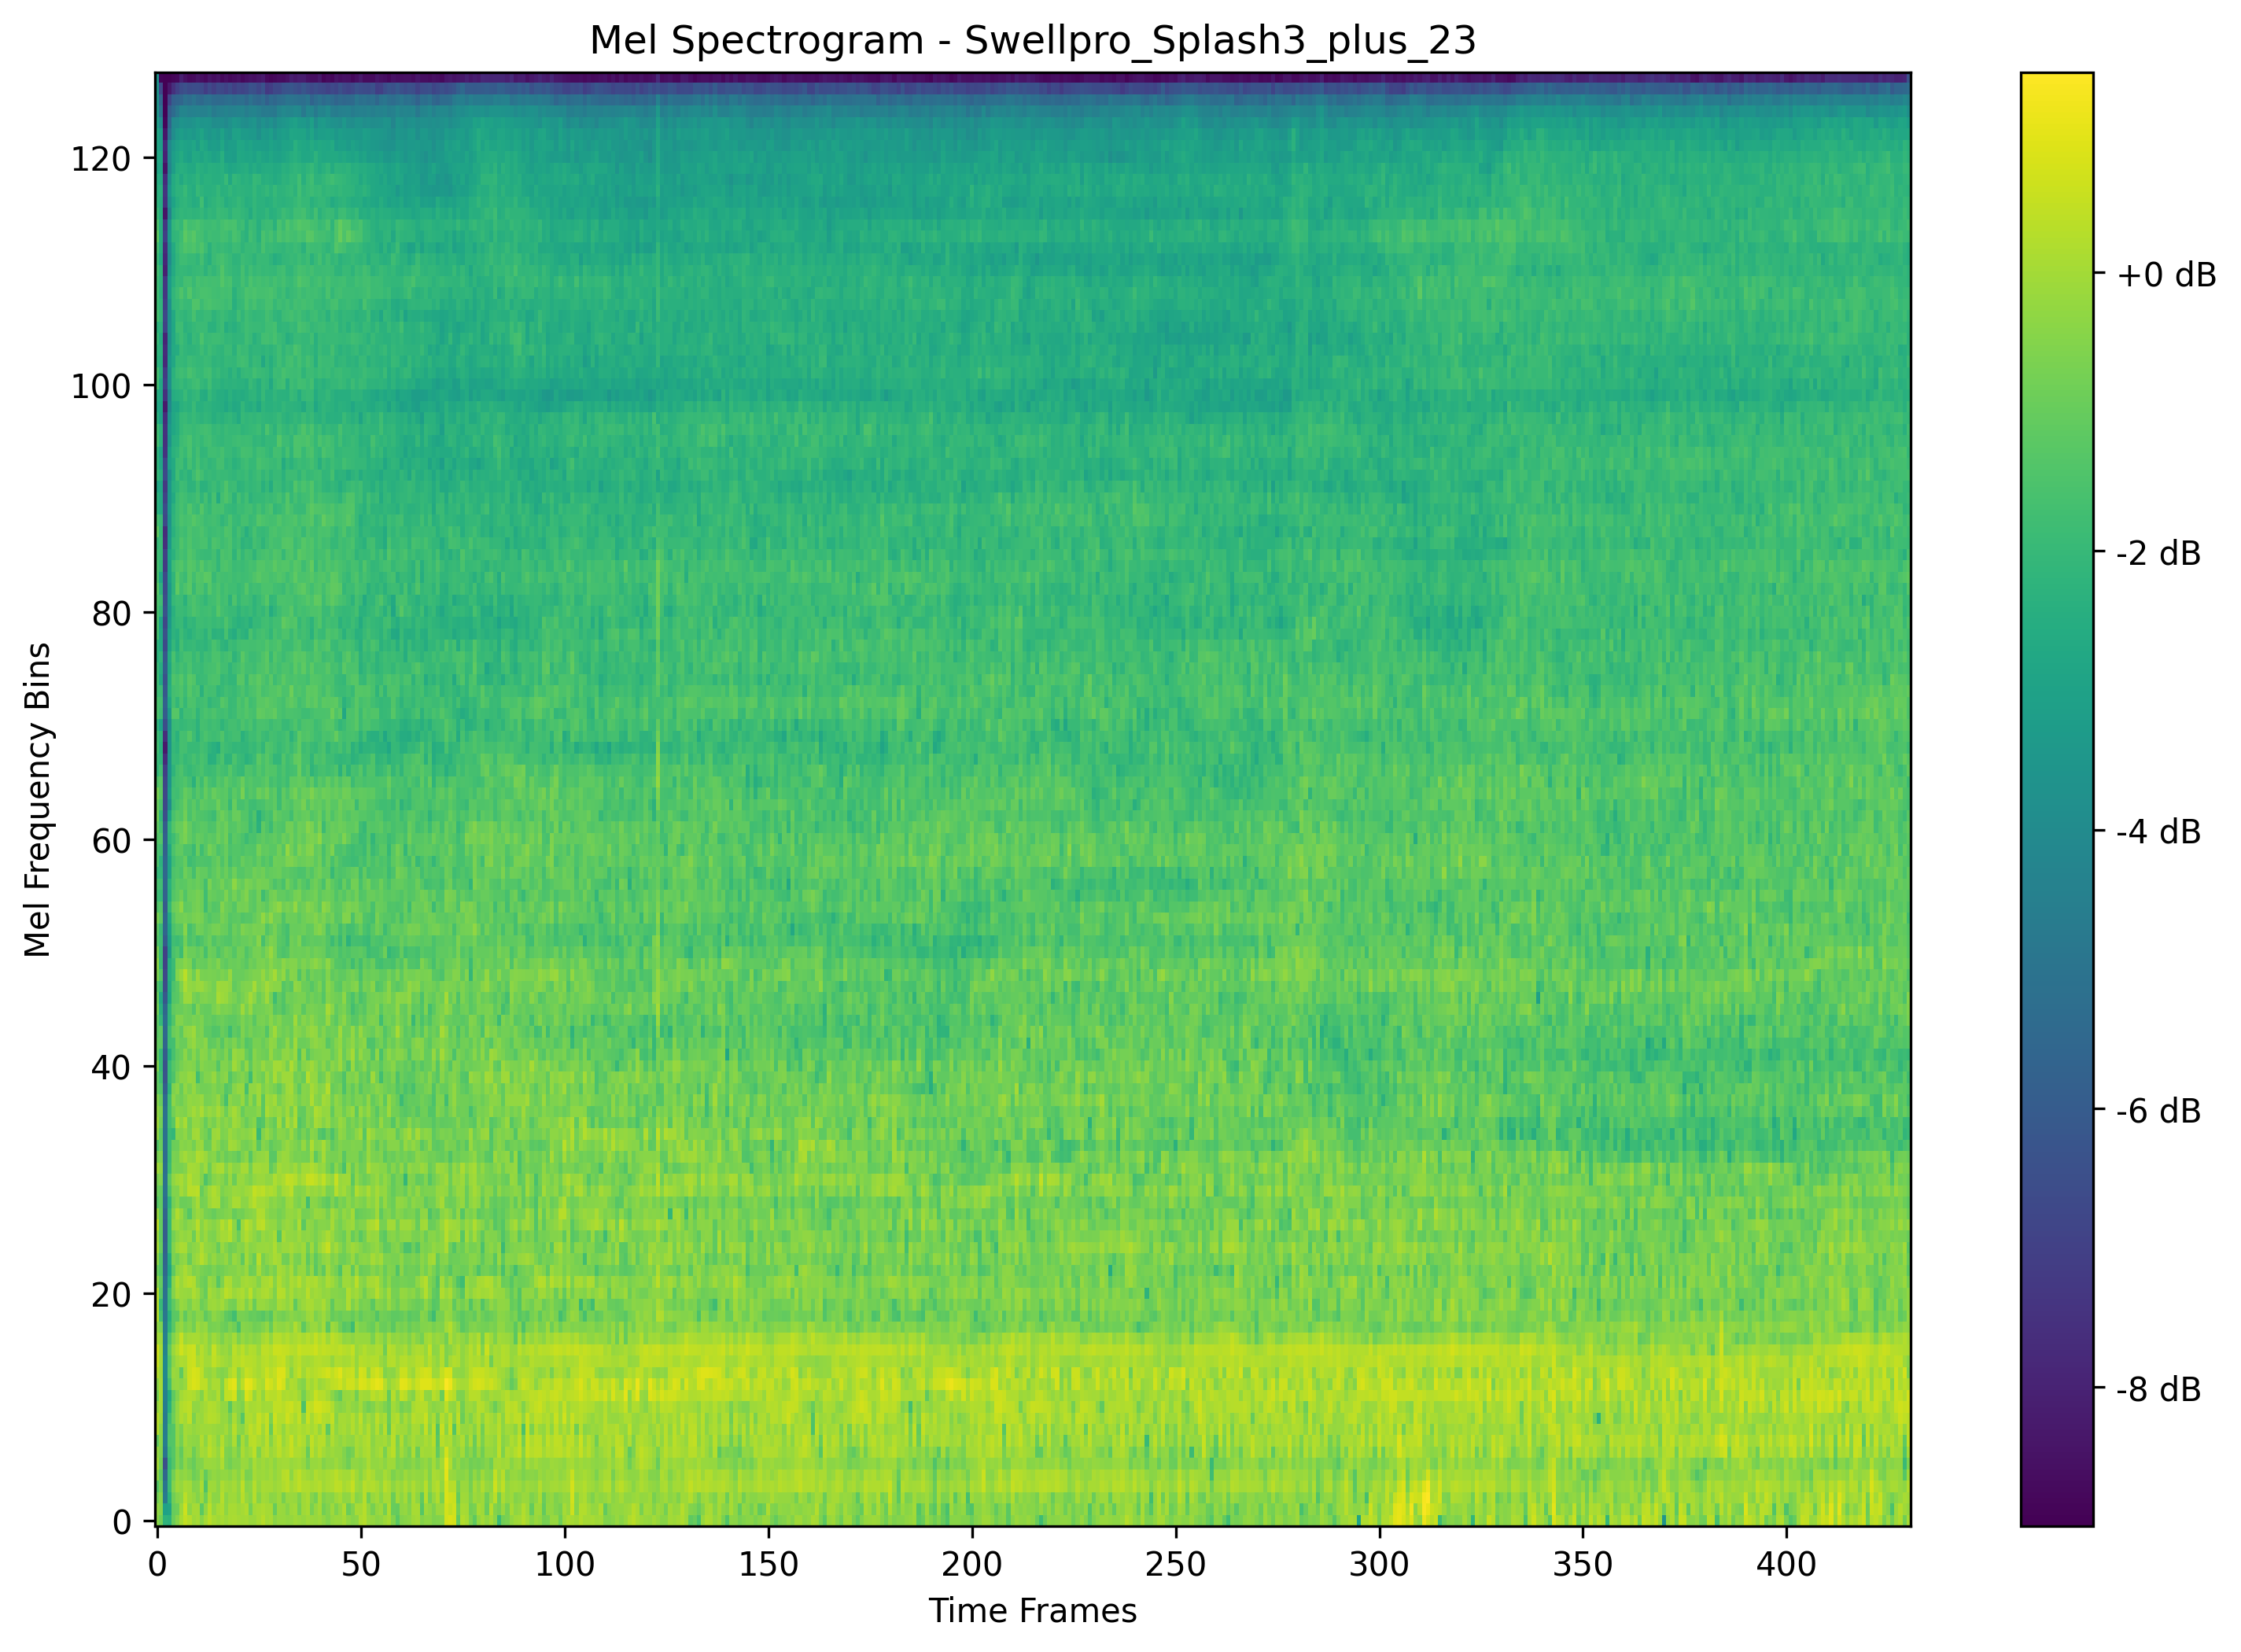 Mel Spectrogram - Swellpro_Splash3_plus_23
Mel Frequency Bins
120
100
80
60
40
20
0
0 50 100 150 200 250 300 350 400
Time Frames
+0 dB
-2 dB
-4 dB
-6 dB
-8 dB